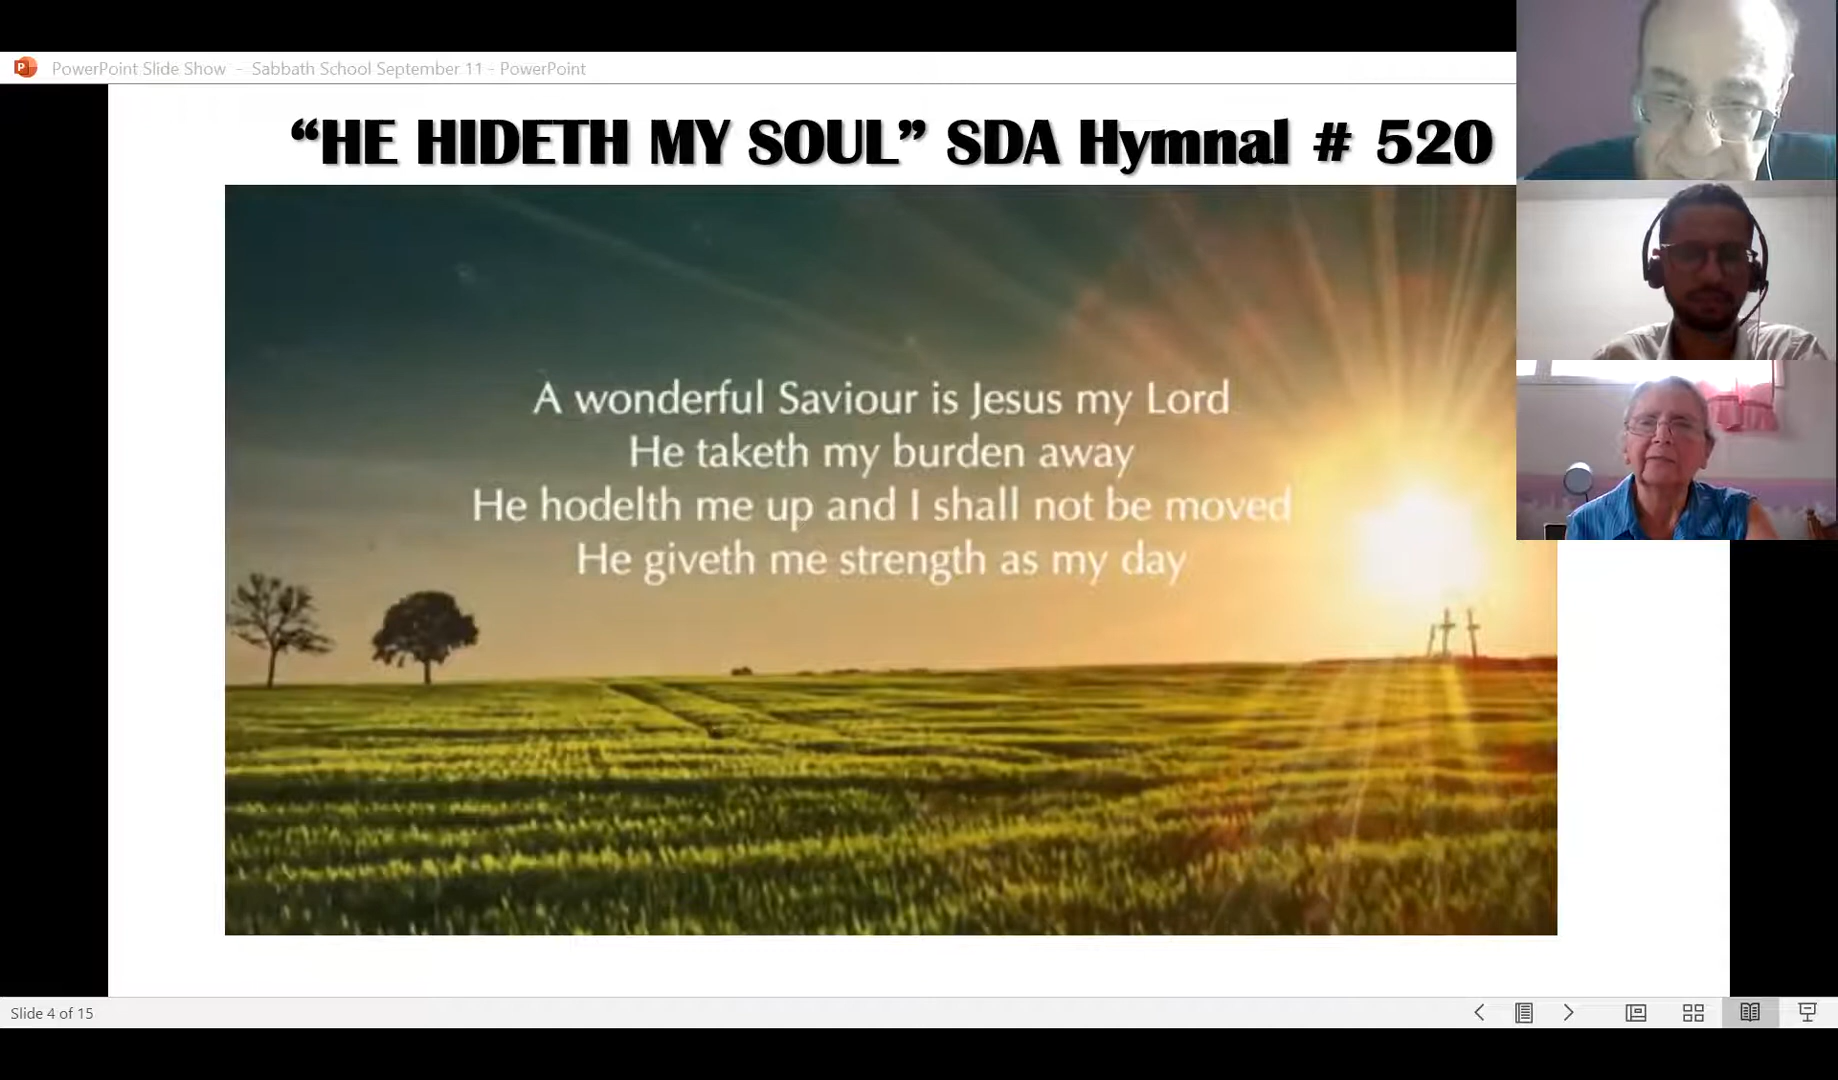 PowerPoint Slide Show - Sabbath School September 11 - PowerPoint
“HE HIDETH MY SOUL” SDA Hymnal # 520
A wonderful Saviour is Jesus my Lord
He taketh my burden away
He hodelth me up and I shall not be moved
He giveth me strength as my day
Slide 4 of 15